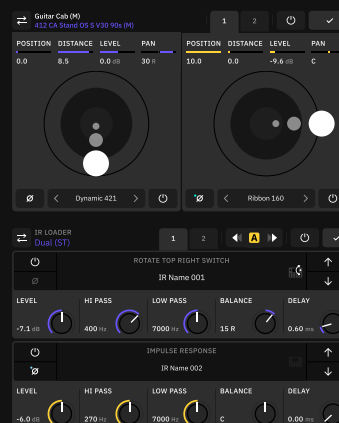 Guitar Cab (M)
412 CA Stand OS S V30 90s (M)
1 2
POSITION DISTANCE LEVEL PAN
0.0 8.5 0.0 dB 30 R
POSITION DISTANCE LEVEL PAN
10.0 0.0 -9.6 dB C
Ø Dynamic 421
Ø Ribbon 160
IR LOADER
Dual (ST)
1 2 A
ROTATE TOP RIGHT SWITCH
Ø IR Name 001
LEVEL HI PASS LOW PASS BALANCE DELAY
-7.1 dB 400 Hz 7000 Hz 15 R 0.60 ms
IMPULSE RESPONSE
Ø IR Name 002
LEVEL HI PASS LOW PASS BALANCE DELAY
-6.0 dB 270 Hz 7000 Hz C 0.00 ms